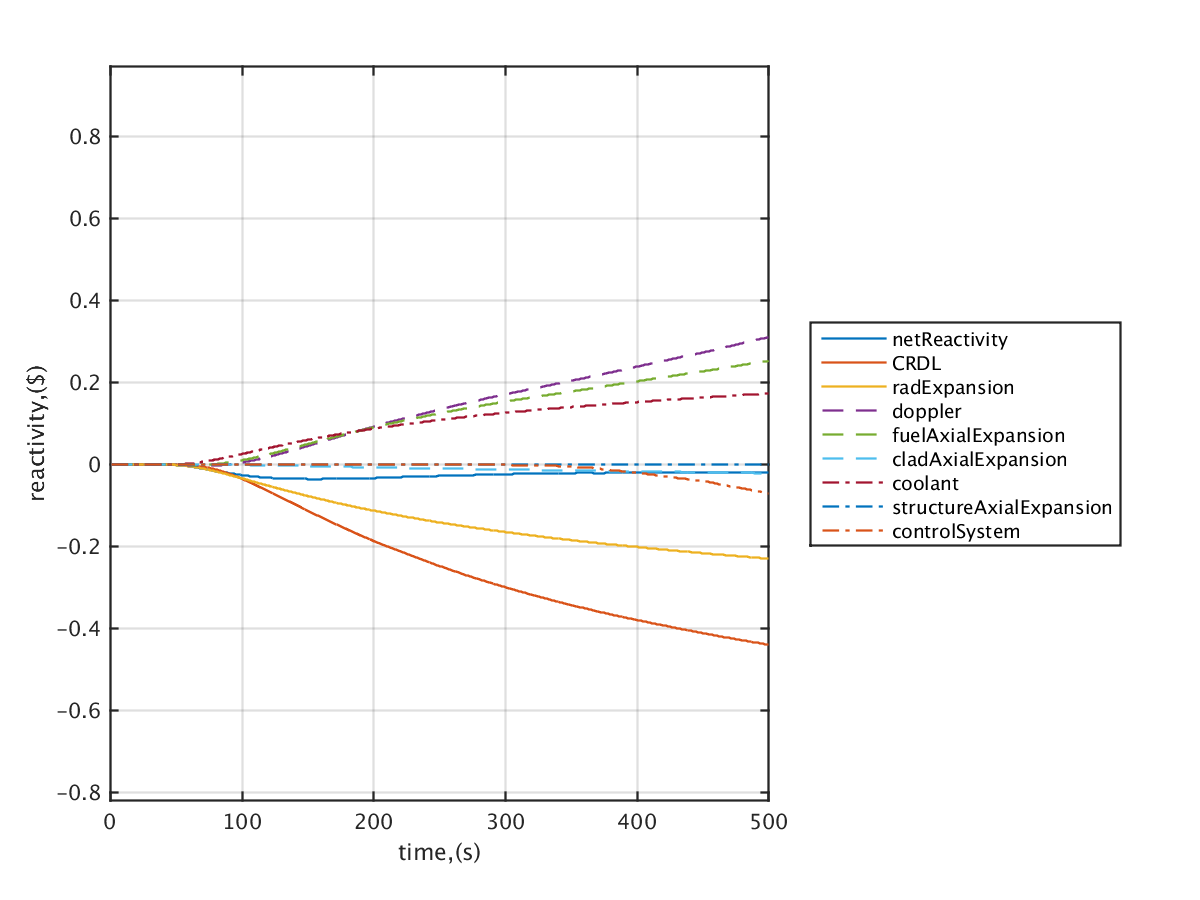 0.8
0.6
0.4
0.2
0
−0.2
−0.4
−0.6
−0.8
reactivity,($)
0 100 200 300 400 500
time,(s)
netReactivity
CRDL
radExpansion
doppler
fuelAxialExpansion
cladAxialExpansion
coolant
structureAxialExpansion
controlSystem